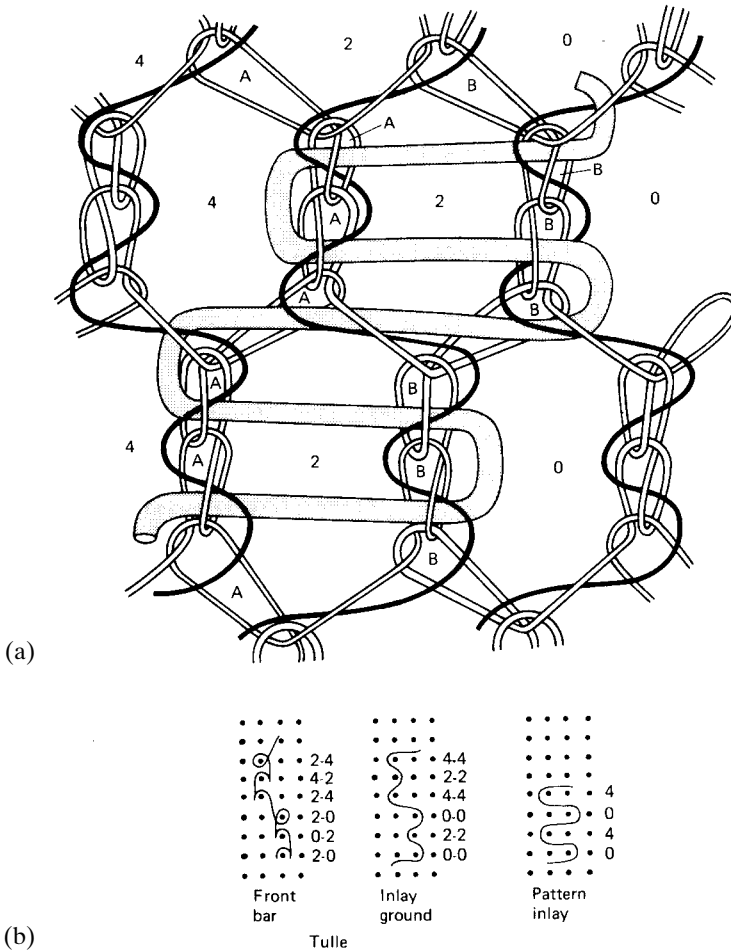 4 2 0
A B
A
B
4 2 0
A B
A B
A B
4 A B
2 0
A B
B
A
(a)
2-4 4-4
4-2 2-2
2-4 4-4 4
2-0 0-0 0
0-2 2-2 4
2-0 0-0 0
Front Inlay Pattern
bar ground inlay
(b) Tulle